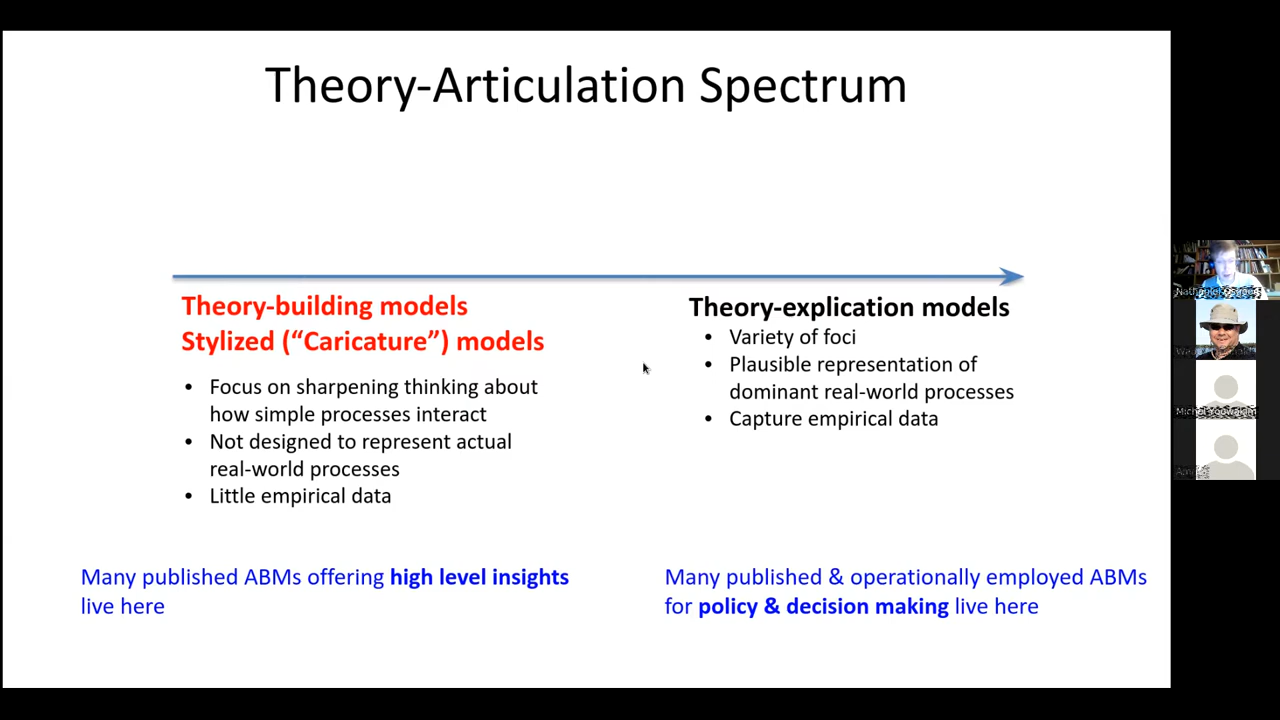 Theory-Articulation Spectrum
Theory-building models
Stylized (“Caricature”) models
• Focus on sharpening thinking about
how simple processes interact
• Not designed to represent actual
real-world processes
• Little empirical data
Theory-explication models
• Variety of foci
• Plausible representation of
dominant real-world processes
• Capture empirical data
Many published ABMs offering high level insights
live here
Many published & operationally employed ABMs
for policy & decision making live here